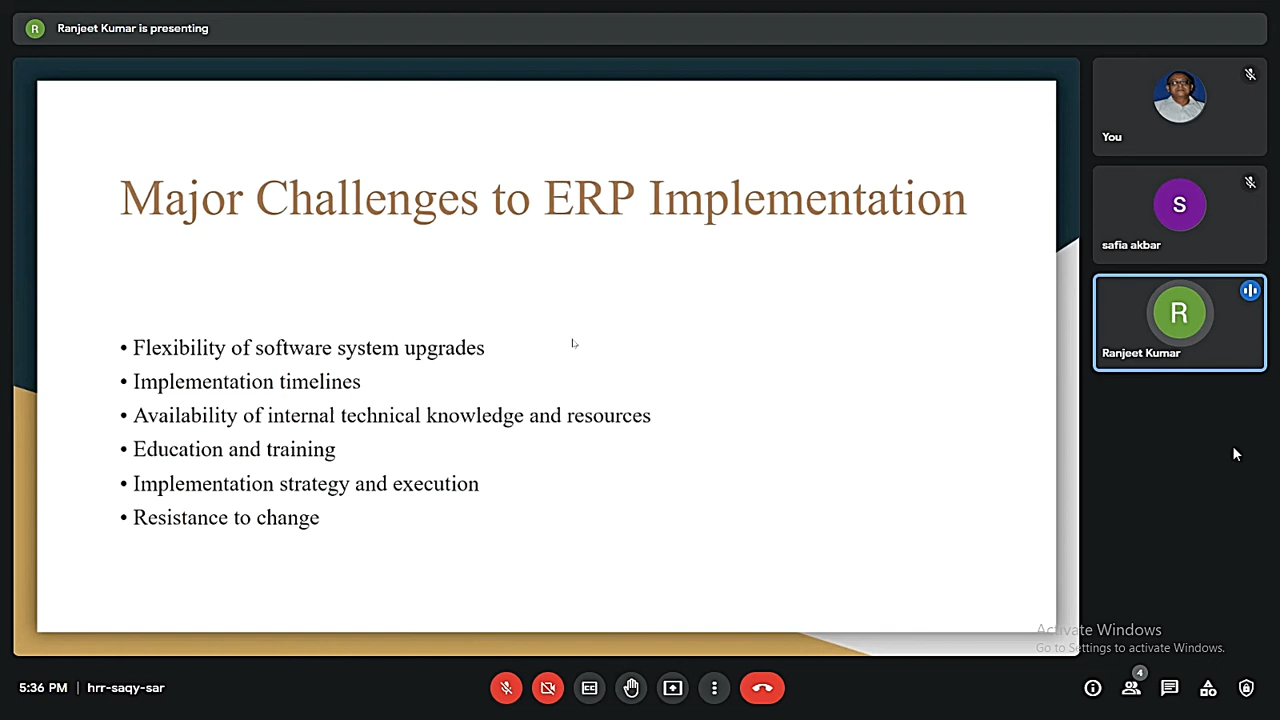 R Ranjeet Kumar is presenting
Major Challenges to ERP Implementation
• Flexibility of software system upgrades
• Implementation timelines
• Availability of internal technical knowledge and resources
• Education and training
• Implementation strategy and execution
• Resistance to change
You
S
safia akbar
R
Ranjeet Kumar
Activate Windows
Go to Settings to activate Windows.
5:36 PM | hrr-saqy-sar
CC
4